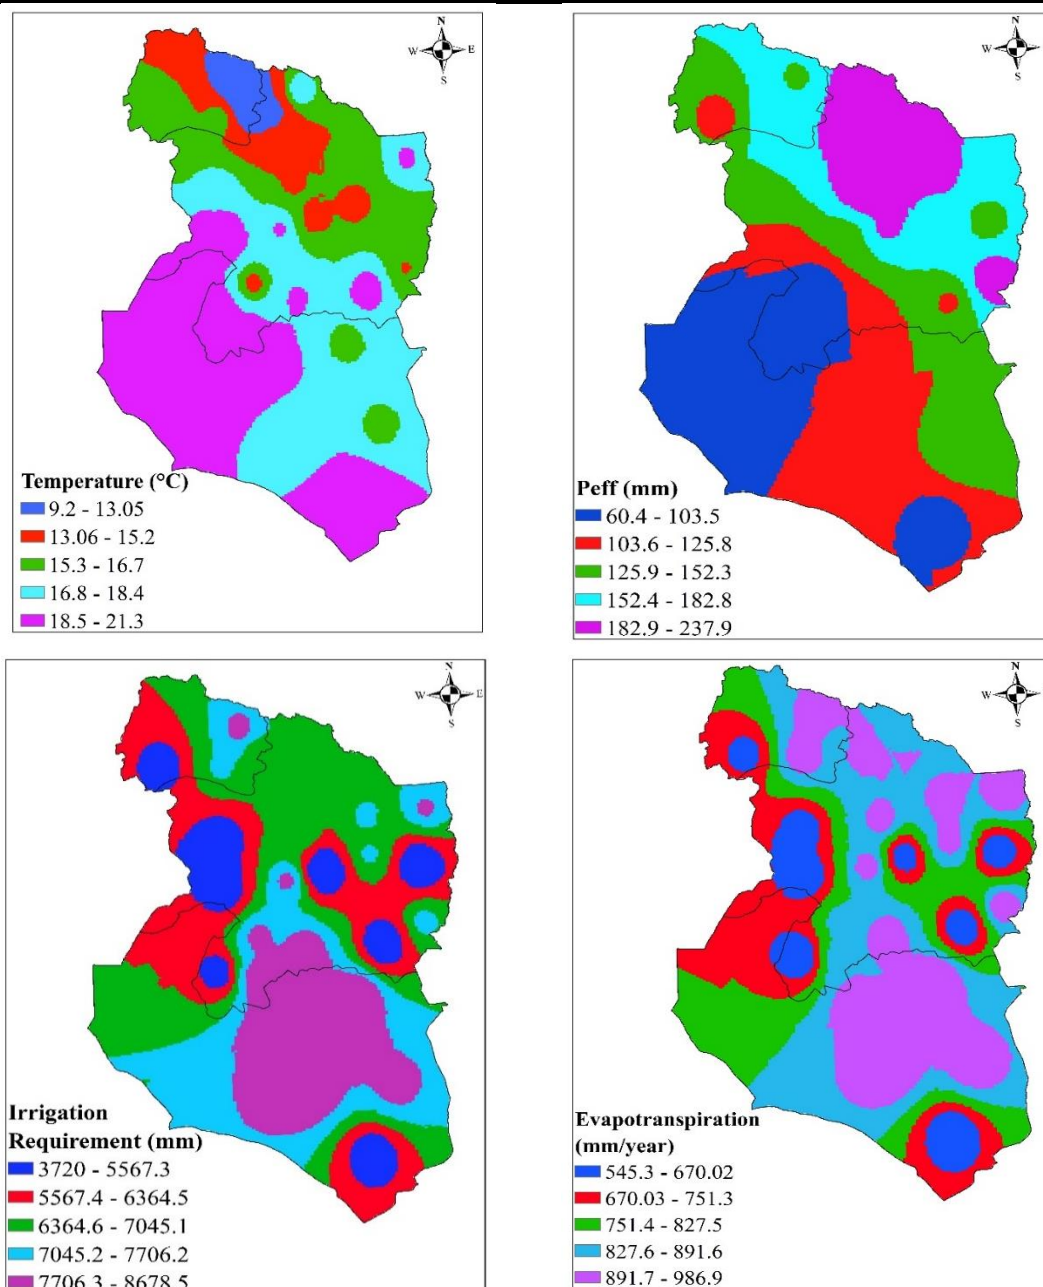 N
W E
S
Temperature (°C)
9.2 - 13.05
13.06 - 15.2
15.3 - 16.7
16.8 - 18.4
18.5 - 21.3
N
W
S
Peff (mm)
60.4 - 103.5
103.6 - 125.8
125.9 - 152.3
152.4 - 182.8
182.9 - 237.9
N
W E
S
Irrigation
Requirement (mm)
3720 - 5567.3
5567.4 - 6364.5
6364.6 - 7045.1
7045.2 - 7706.2
7706.3 - 8678.5
N
W
S
Evapotranspiration
(mm/year)
545.3 - 670.02
670.03 - 751.3
751.4 - 827.5
827.6 - 891.6
891.7 - 986.9